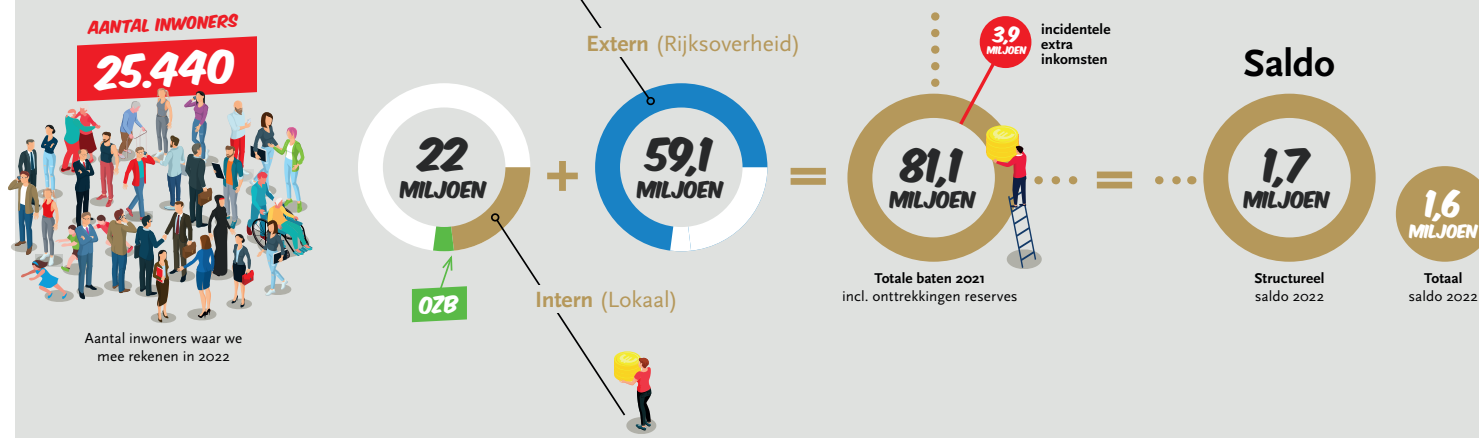 AANTAL INWONERS
25.440
Aantal inwoners waar we
mee rekenen in 2022
Extern (Rijksoverheid)
22
MILJOEN
+
59,1
MILJOEN
=
81,1
MILJOEN
3,9
MILJOEN
incidentele
extra
inkomsten
OZB
Intern (Lokaal)
Totale baten 2021
incl. onttrekkingen reserves
=
Saldo
1,7
MILJOEN
Structureel
saldo 2022
1,6
MILJOEN
Totaal
saldo 2022